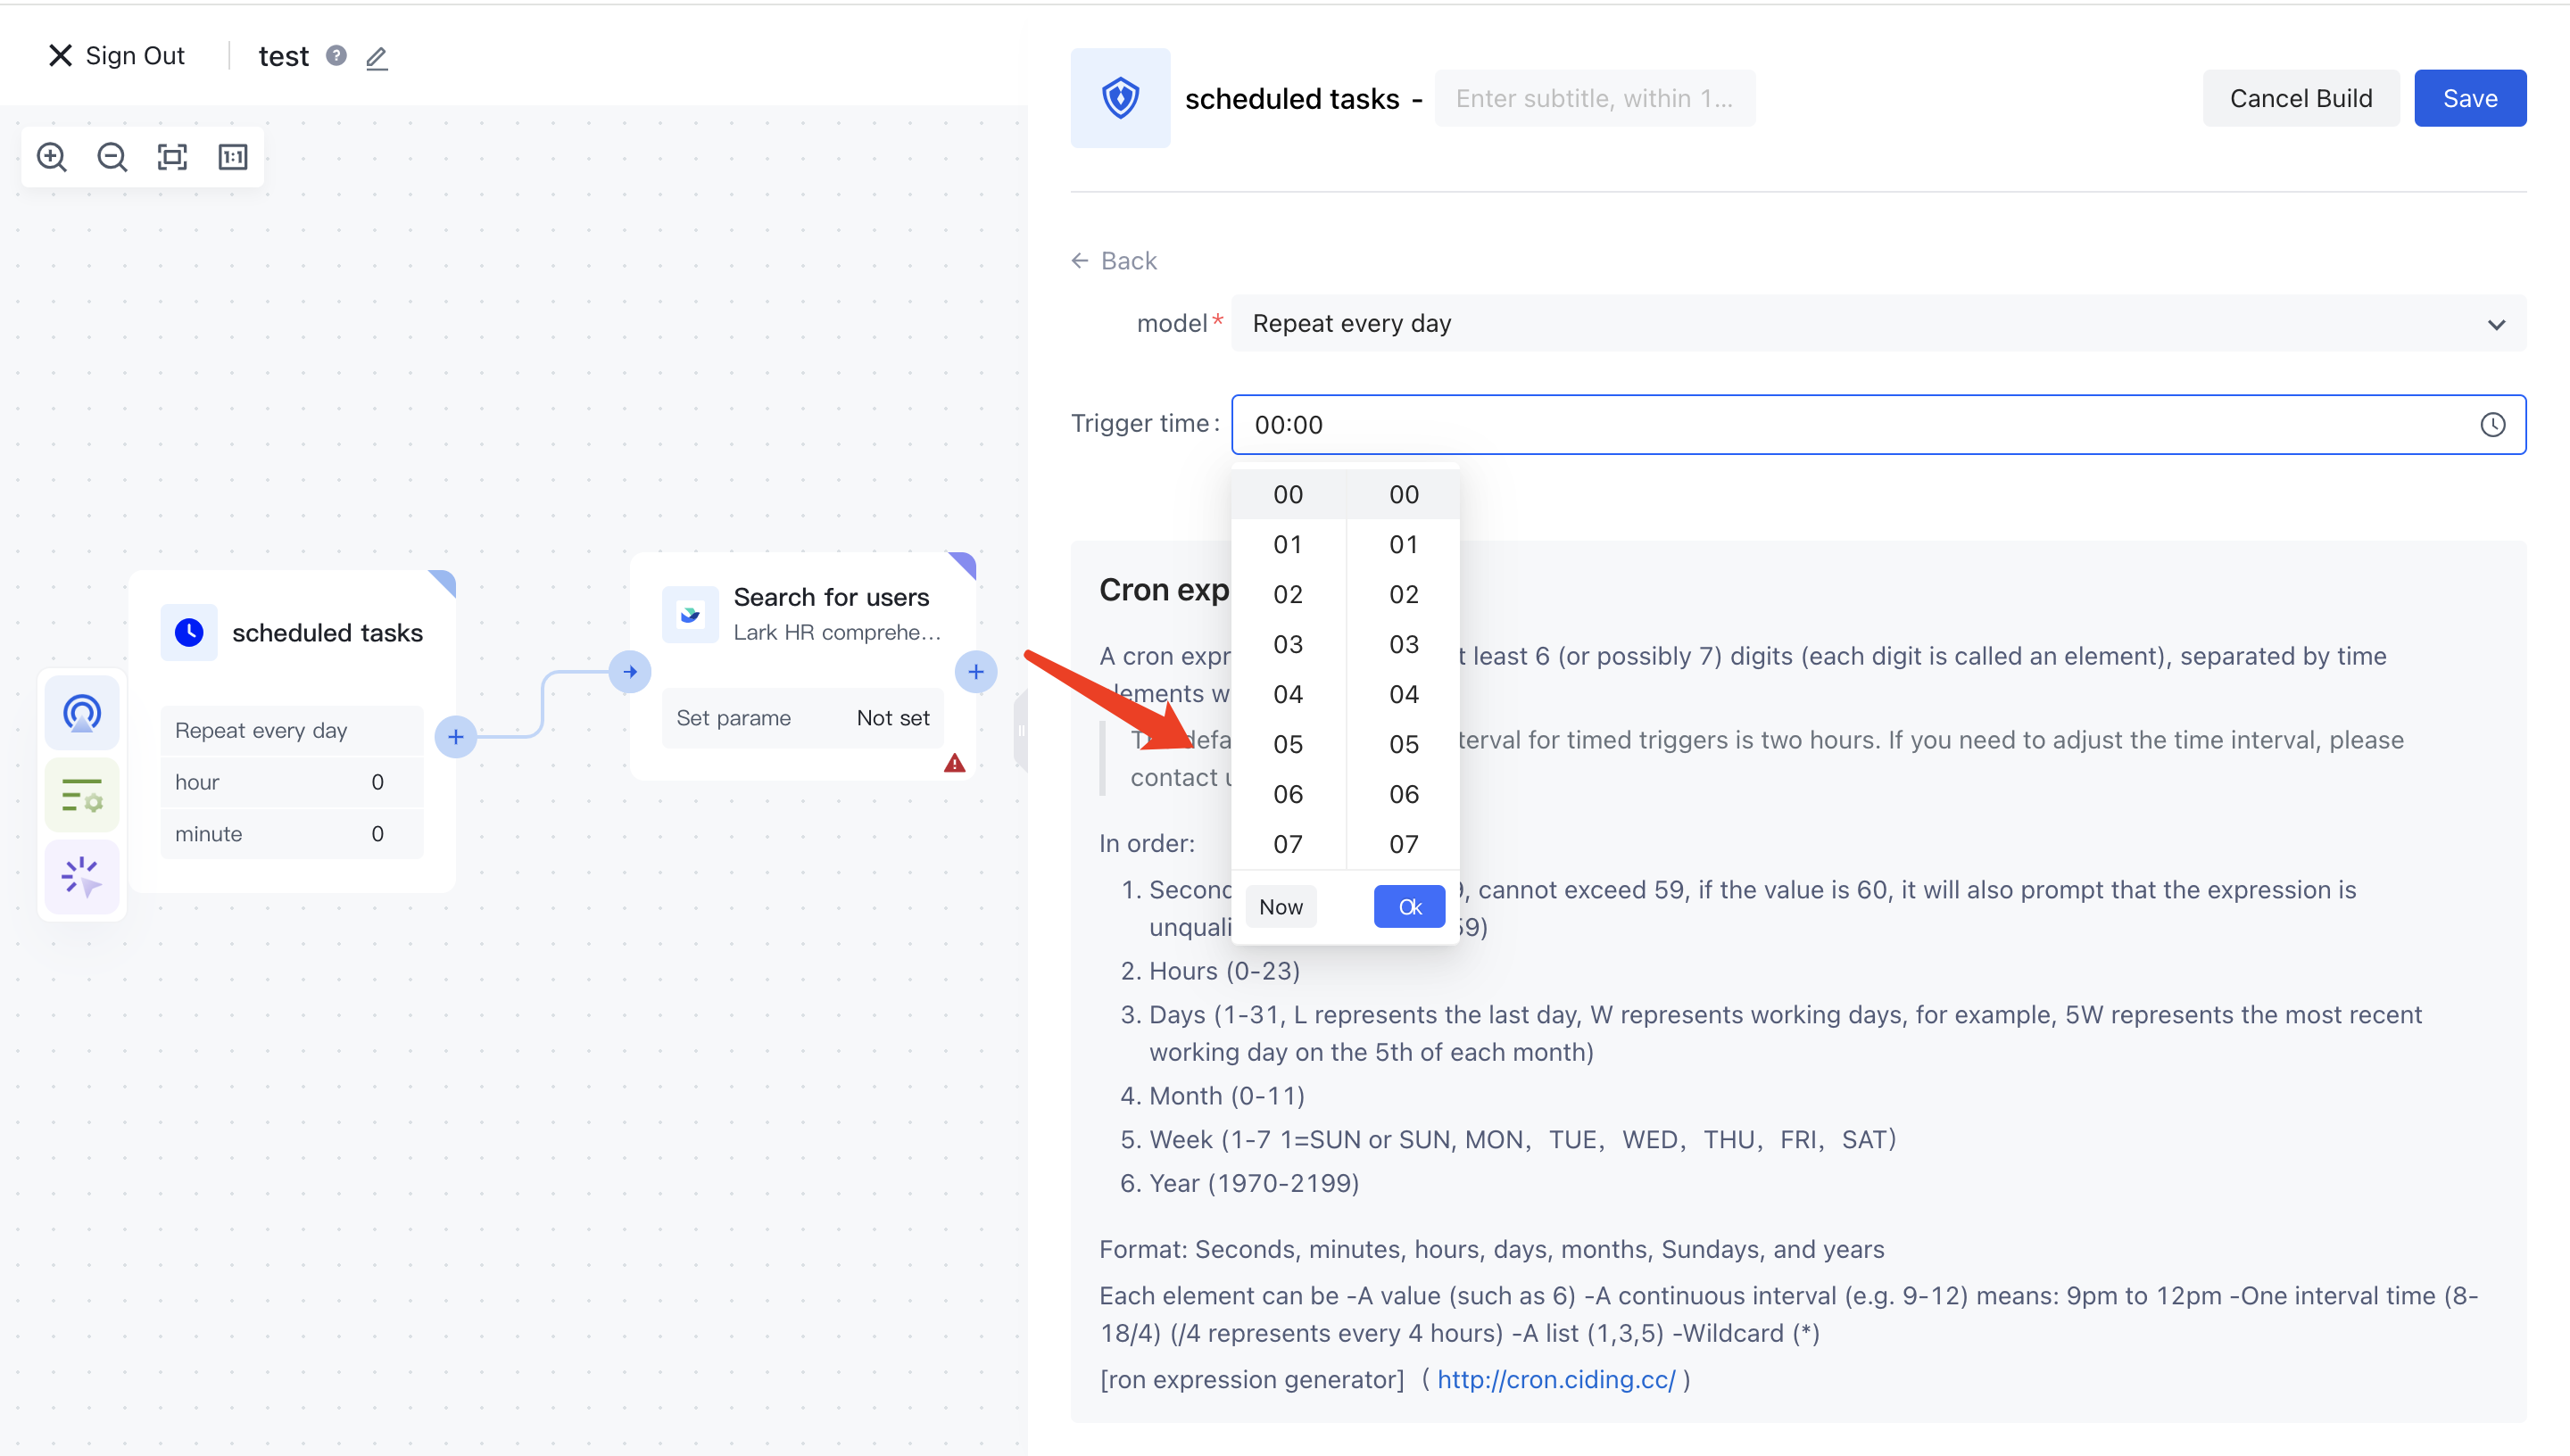 Sign Out
test
1:1
scheduled tasks -
Enter subtitle, within 1...
Cancel Build
Save
Back
model*
Repeat every day
Trigger time:
00:00
00 00
01 01
02 02
03 03
04 04
05 05
06 06
07 07
Now
Ok
scheduled tasks
Repeat every day
hour 0
minute 0
Search for users
Lark HR comprehe...
Set parame Not set
Cron exp
A cron expr t least 6 (or possibly 7) digits (each digit is called an element), separated by time
lements w
defa terval for timed triggers is two hours. If you need to adjust the time interval, please
contact u
In order:
1. Second , cannot exceed 59, if the value is 60, it will also prompt that the expression is
unquali 59)
2. Hours (0-23)
3. Days (1-31, L represents the last day, W represents working days, for example, 5W represents the most recent
working day on the 5th of each month)
4. Month (0-11)
5. Week (1-7 1=SUN or SUN, MON，TUE，WED，THU，FRI，SAT)
6. Year (1970-2199)
Format: Seconds, minutes, hours, days, months, Sundays, and years
Each element can be -A value (such as 6) -A continuous interval (e.g. 9-12) means: 9pm to 12pm -One interval time (8-
18/4) (/4 represents every 4 hours) -A list (1,3,5) -Wildcard (*)
[ron expression generator]（http://cron.ciding.cc/）